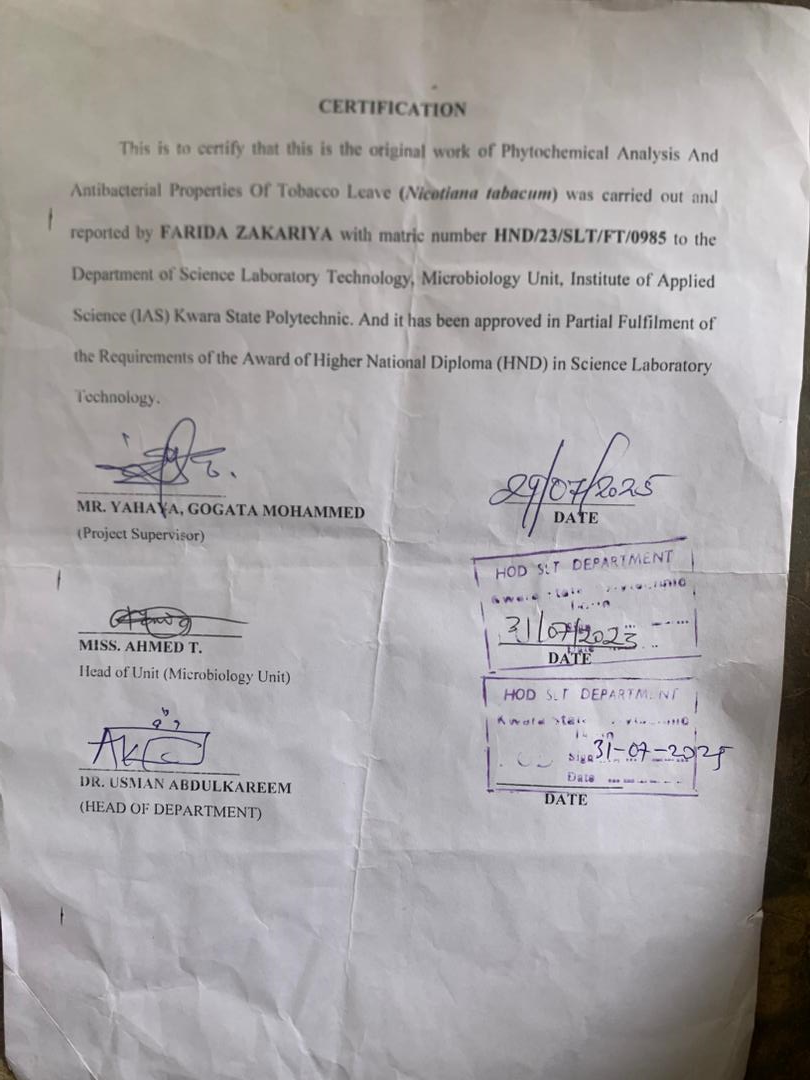 CERTIFICATION
This is to certify that this is the original work of Phytochemical Analysis And
Antibacterial Properties Of Tobacco Leave (Nicotiana tabacum) was carried out and
reported by FARIDA ZAKARIYA with matric number HND/23/SLT/FT/0985 to the
Department of Science Laboratory Technology, Microbiology Unit, Institute of Applied
Science (IAS) Kwara State Polytechnic. And it has been approved in Partial Fulfilment of
the Requirements of the Award of Higher National Diploma (HND) in Science Laboratory
Technology.
MR. YAHAYA, GOGATA MOHAMMED
(Project Supervisor)
29/07/2025
DATE
HOD SLT DEPARTMENT
31/07/2023
DATE
MISS. AHMED T.
Head of Unit (Microbiology Unit)
HOD SLT DEPARTMENT
Sign 31-07-2025
Date
DATE
DR. USMAN ABDULKAREEM
(HEAD OF DEPARTMENT)